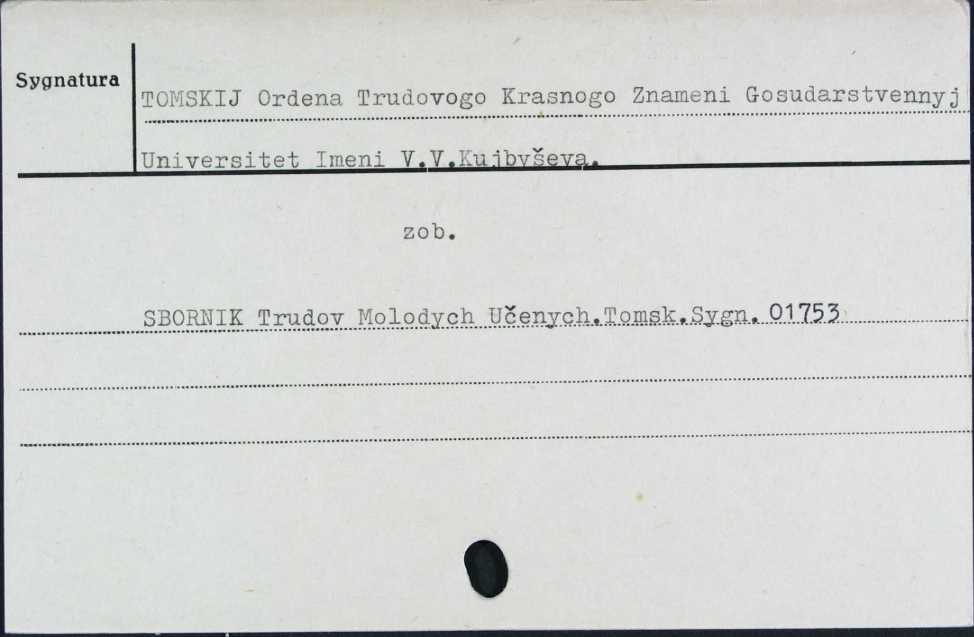 Sygnatura
TOMSKIJ Ordena Trudovogo Krasnogo Znameni Gosudarstvennyj
Universitet Imeni V.V.Kujbyševa.
zob.
SBORNIK Trudov Molodych Učenych.Tomsk.Sygn. 01753